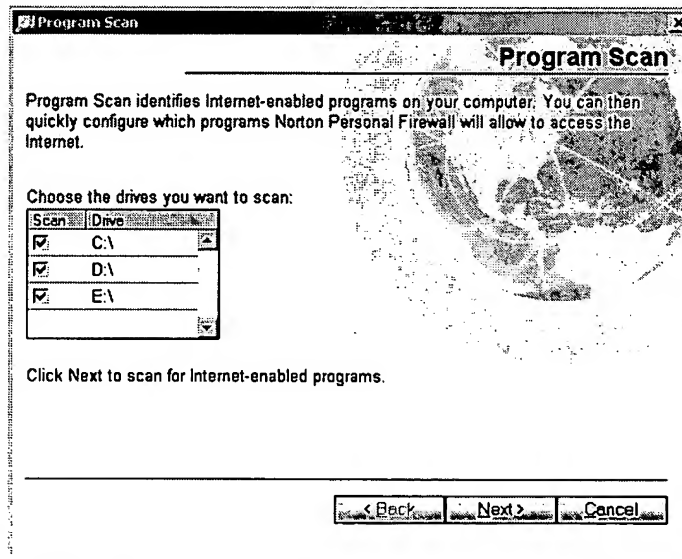 Program Scan
Program Scan
Program Scan identifies Internet-enabled programs on your computer. You can then
quickly configure which programs Norton Personal Firewall will allow to access the
Internet.
Choose the drives you want to scan:
Scan Drive
C:\
D:\
E:\
Click Next to scan for Internet-enabled programs.
< Back Next > Cancel